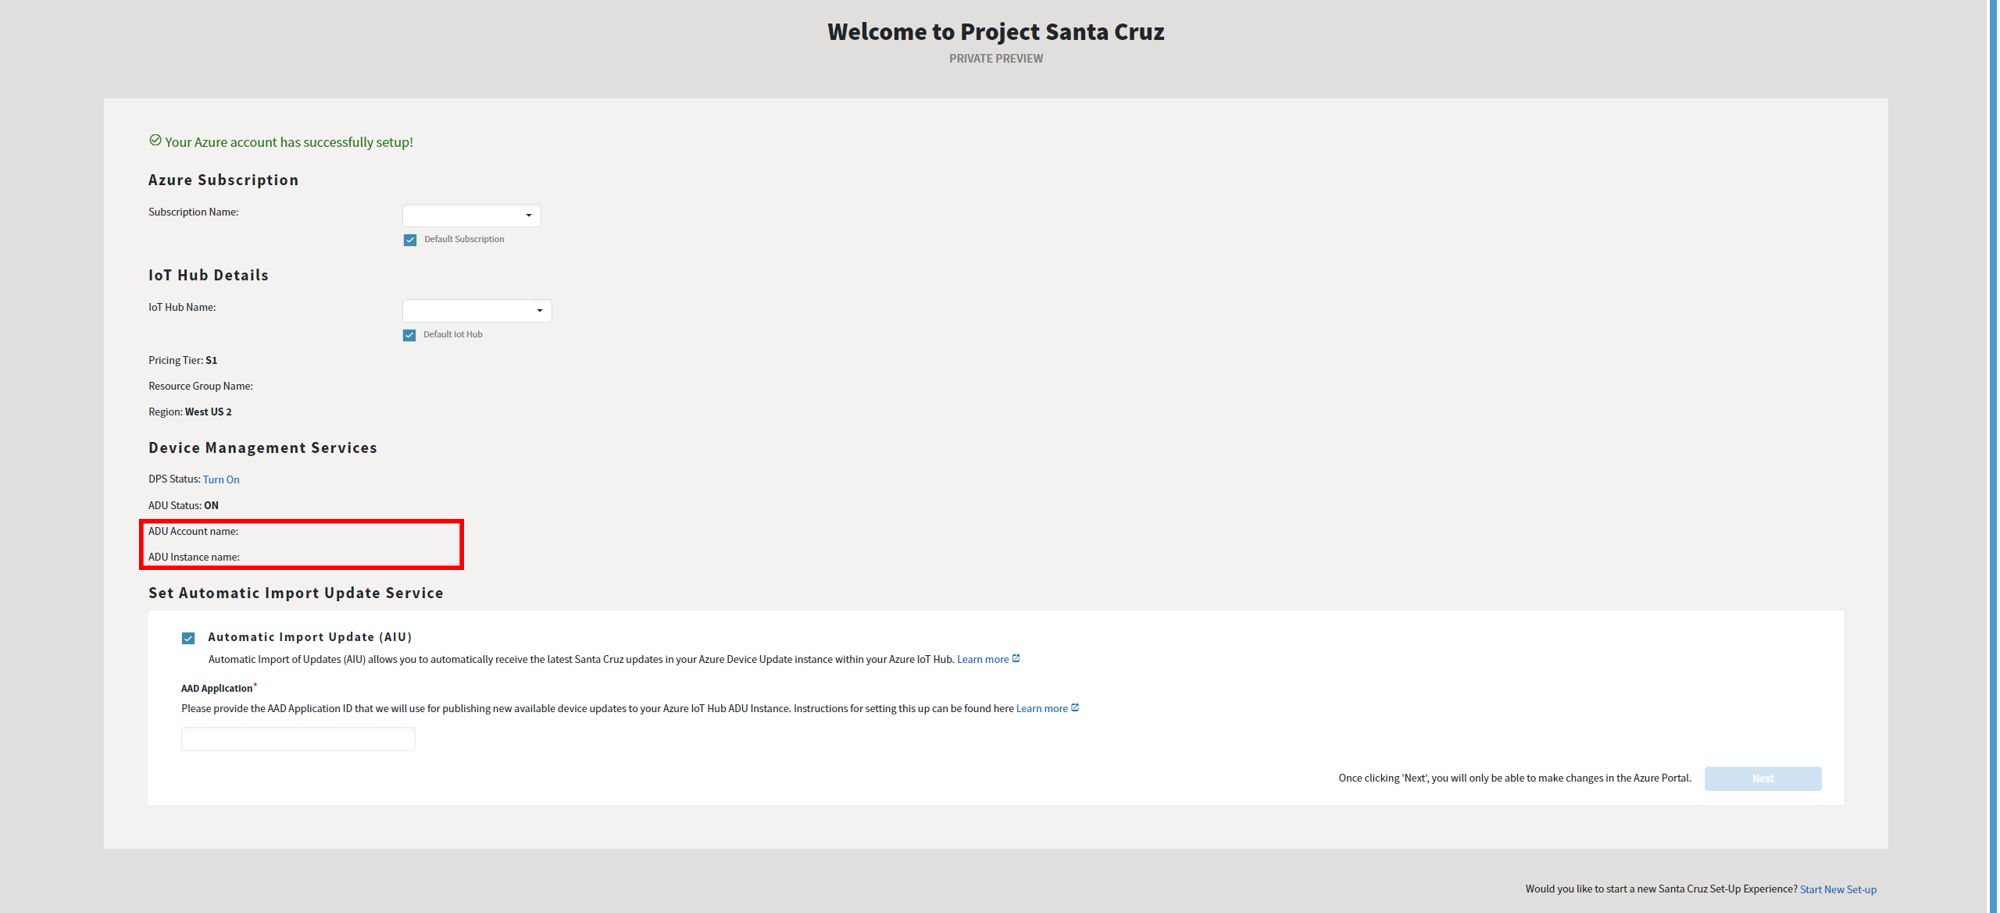 Welcome to Project Santa Cruz
PRIVATE PREVIEW
Your Azure account has successfully setup!
Azure Subscription
Subscription Name:
Default Subscription
IoT Hub Details
IoT Hub Name:
Default Iot Hub
Pricing Tier: S1
Resource Group Name:
Region: West US 2
Device Management Services
DPS Status: Turn On
ADU Status: ON
ADU Account name:
ADU Instance name:
Set Automatic Import Update Service
Automatic Import Update (AIU)
Automatic Import of Updates (AIU) allows you to automatically receive the latest Santa Cruz updates in your Azure Device Update instance within your Azure IoT Hub. Learn more
AAD Application*
Please provide the AAD Application ID that we will use for publishing new available device updates to your Azure IoT Hub ADU Instance. Instructions for setting this up can be found here Learn more
Once clicking 'Next', you will only be able to make changes in the Azure Portal. Next
Would you like to start a new Santa Cruz Set-Up Experience? Start New Set-up